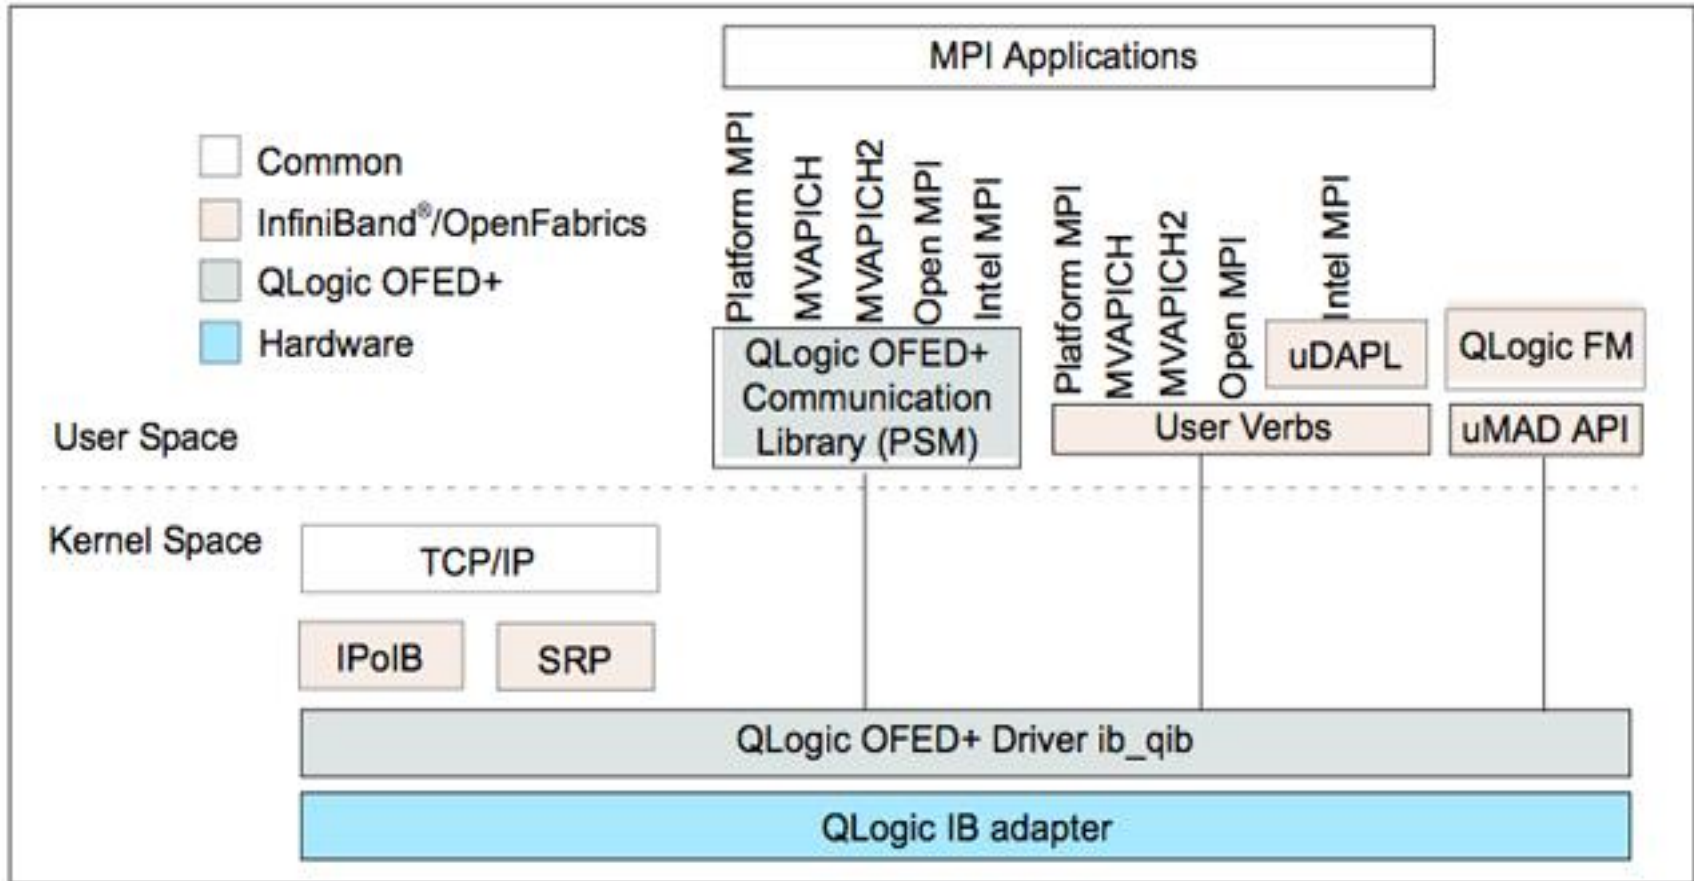 MPI Applications
Common
InfiniBand®/OpenFabrics
QLogic OFED+
Hardware
Platform MPI
MVAPICH
MVAPICH2
Open MPI
Intel MPI
Platform MPI
MVAPICH
MVAPICH2
Open MPI
Intel MPI
QLogic OFED+
Communication
Library (PSM)
uDAPL
QLogic FM
User Verbs
uMAD API
User Space
Kernel Space
TCP/IP
IPoIB
SRP
QLogic OFED+ Driver ib_qib
QLogic IB adapter